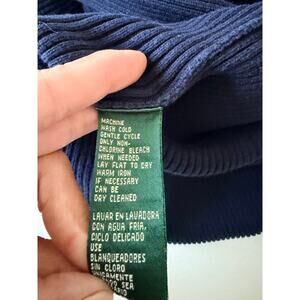 MACHINE
WASH COLD
GENTLE CYCLE
ONLY NON-
CHLORINE BLEACH
WHEN NEEDED
LAY FLAT TO DRY
WARM IRON
IF NECESSARY
CAN BE
DRY CLEANED
LAVAR EN LAVADORA
CON AGUA FRIA,
CICLO DELICADO
USE
BLANQUEADORES
SIN CLORO